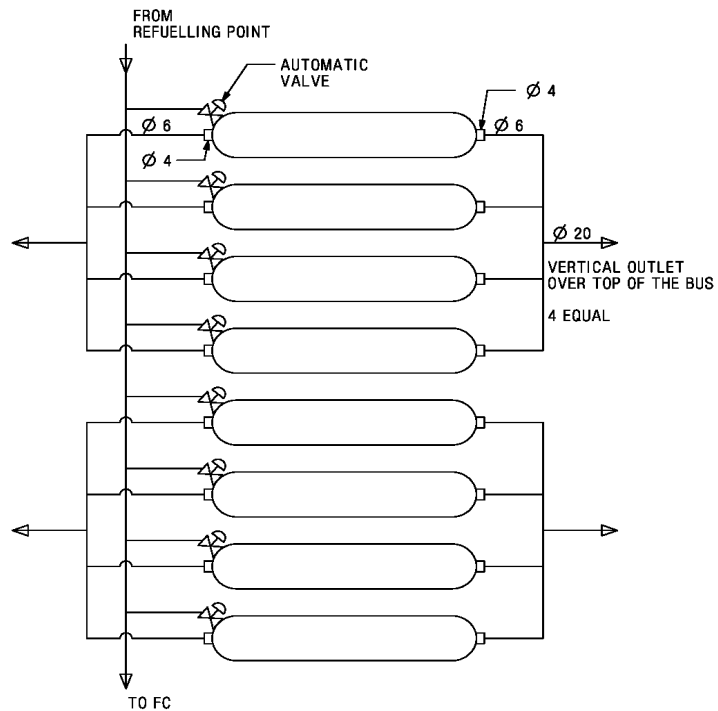 FROM
REFUELLING POINT
AUTOMATIC
VALVE
Ø 4
Ø 6
Ø 6
Ø 4
Ø 20
VERTICAL OUTLET
OVER TOP OF THE BUS
4 EQUAL
TO FC